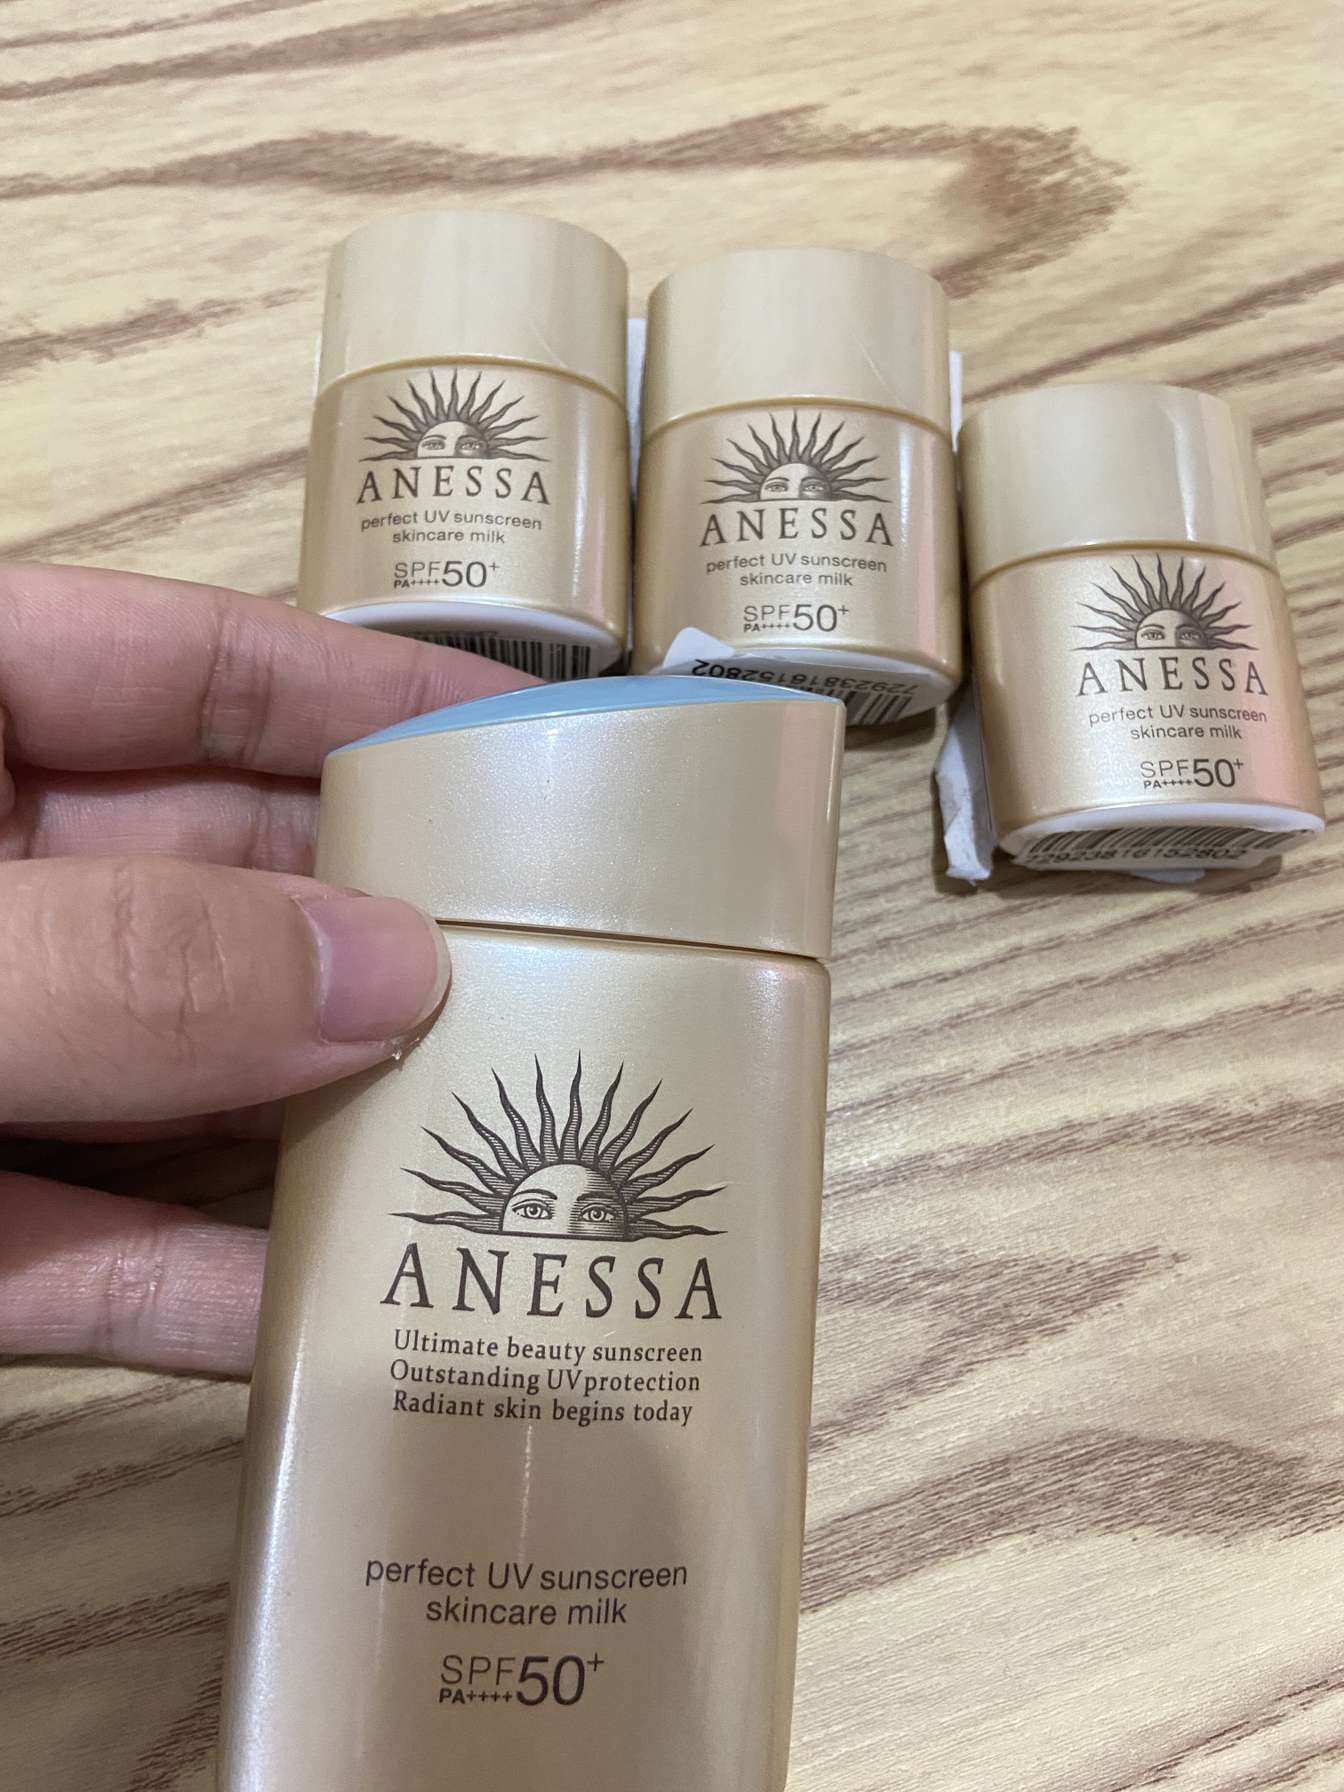 ANESSA
perfect UV sunscreen
skincare milk
SPF50+
PA++++
ANESSA
perfect UV sunscreen
skincare milk
SPF50+
PA++++
72923816152802
ANESSA
perfect UV sunscreen
skincare milk
SPF50+
PA++++
72923816152802
ANESSA
Ultimate beauty sunscreen
Outstanding UV protection
Radiant skin begins today
perfect UV sunscreen
skincare milk
SPF50+
PA++++